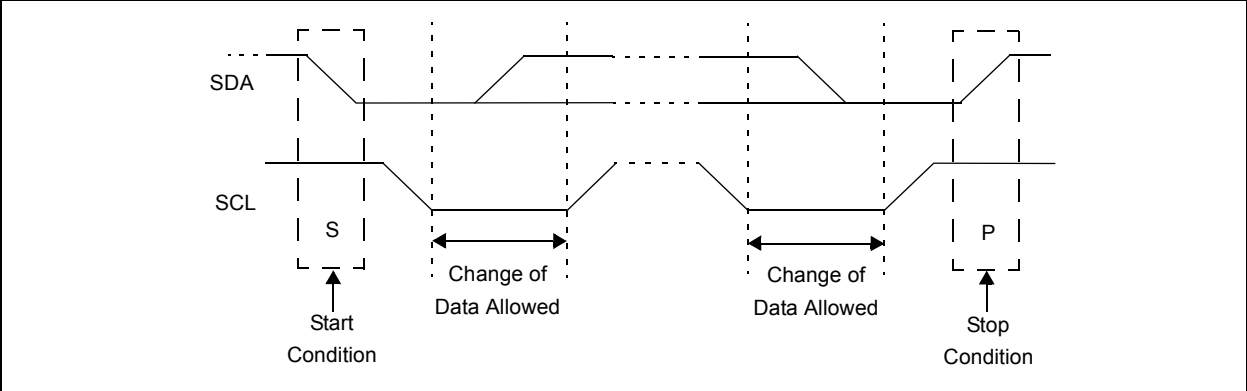 SDA
SCL
S
P
Change of
Data Allowed
Change of
Data Allowed
Start
Condition
Stop
Condition